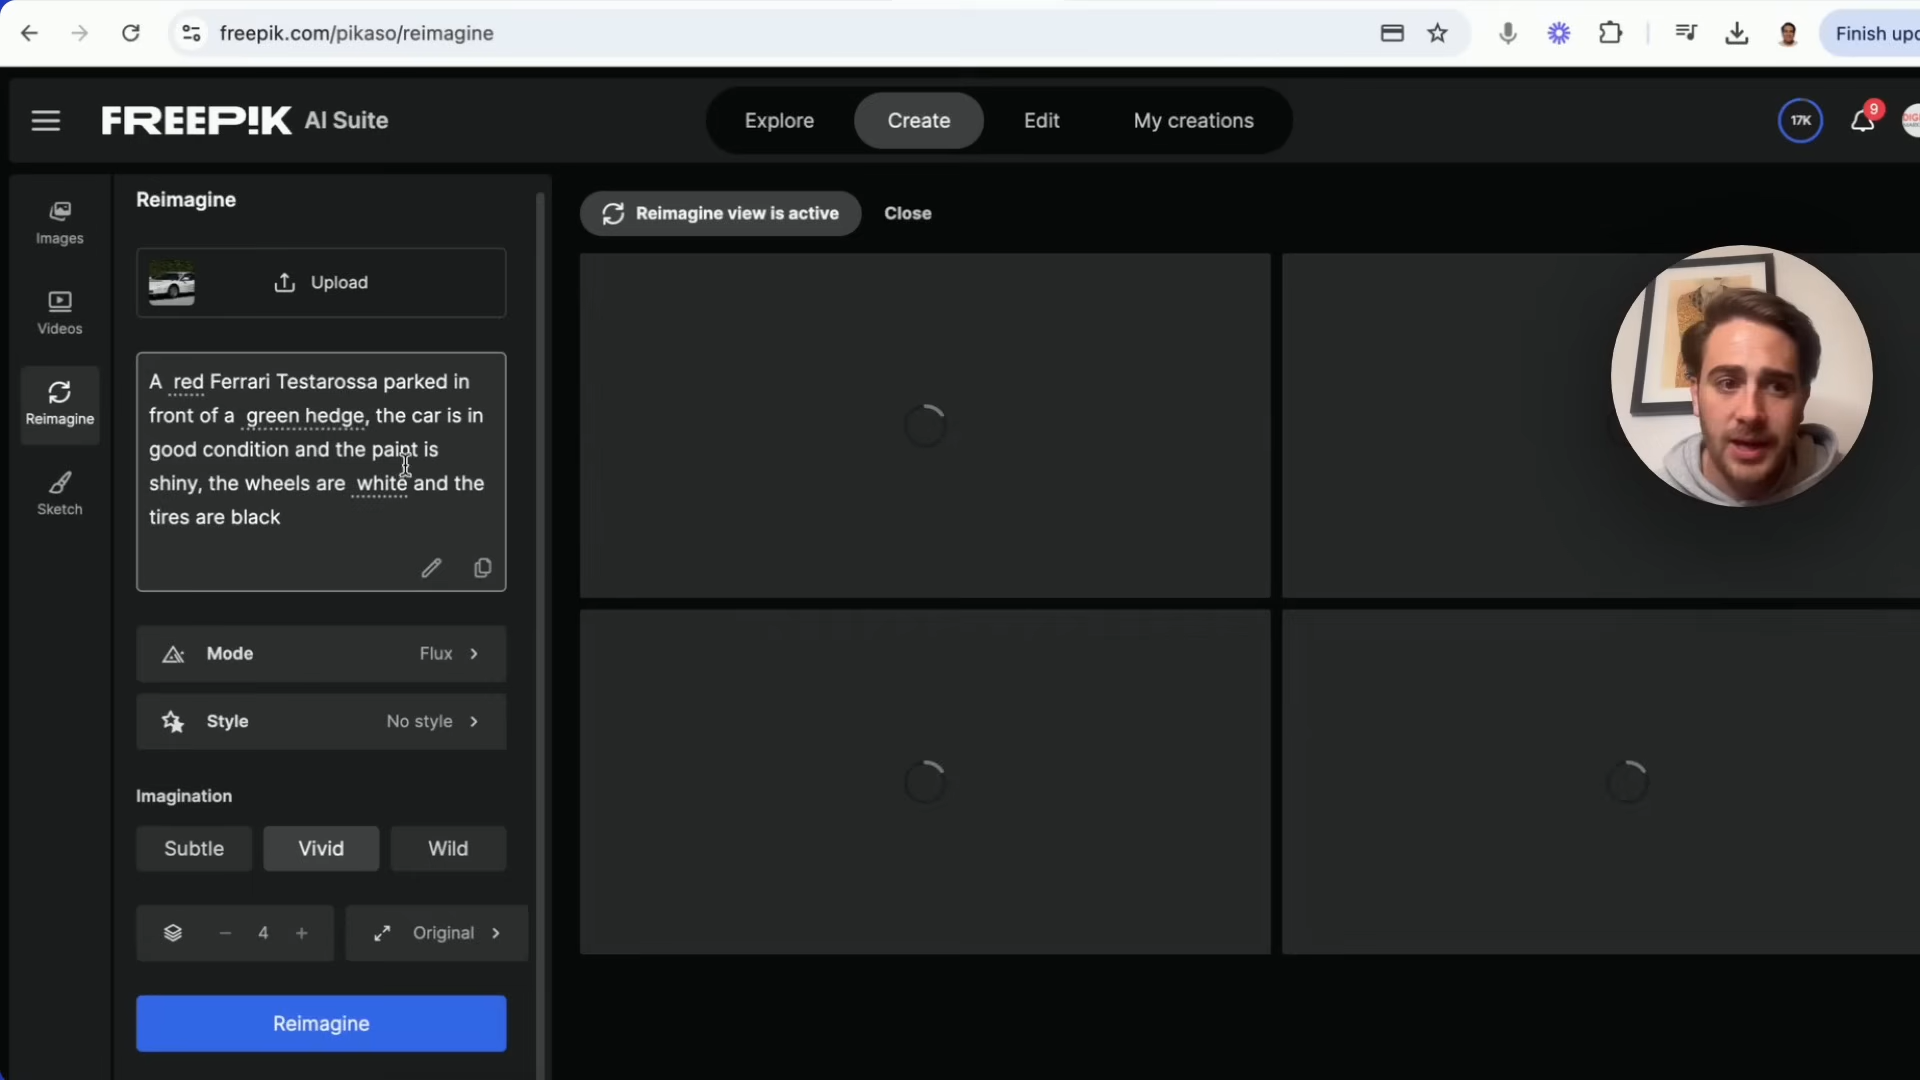 freepik.com/pikaso/reimagine
Finish upd
FREEP!K AI Suite
Explore
Create
Edit
My creations
17K
9
Images
Videos
Reimagine
Sketch
Reimagine
Upload
A red Ferrari Testarossa parked in
front of a green hedge, the car is in
good condition and the paint is
shiny, the wheels are white and the
tires are black
Mode
Flux
Style
No style
Imagination
Subtle
Vivid
Wild
4
Original
Reimagine
Reimagine view is active
Close